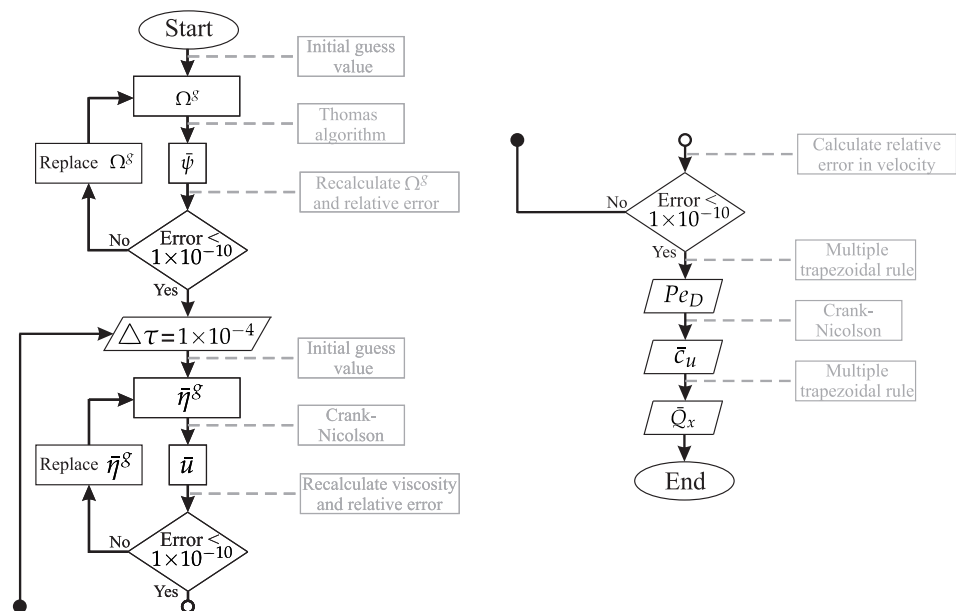 Start
Initial guess
value
Ωᵍ
Thomas
algorithm
Replace Ωᵍ
ψ̄
Recalculate Ωᵍ
and relative error
No
Error <
1×10⁻¹⁰
Yes
△τ=1×10⁻⁴
Initial guess
value
η̄ᵍ
Crank-
Nicolson
Replace η̄ᵍ
ū
Recalculate viscosity
and relative error
No
Error <
1×10⁻¹⁰
Yes
Calculate relative
error in velocity
No
Error <
1×10⁻¹⁰
Yes
Multiple
trapezoidal rule
Pe_D
Crank-
Nicolson
c̄_u
Multiple
trapezoidal rule
Q̄_x
End